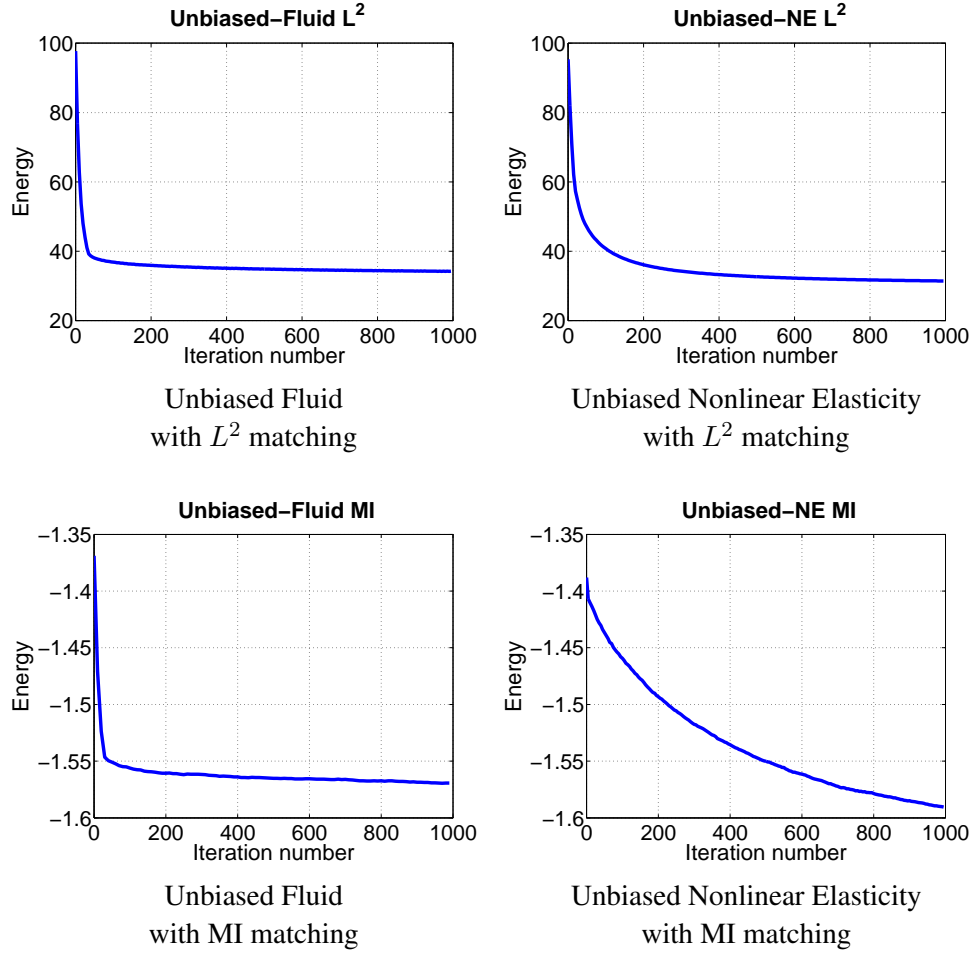 Unbiased−Fluid L²
100
80
60
40
20
Energy
0 200 400 600 800 1000
Iteration number
Unbiased Fluid
with L² matching
Unbiased−NE L²
100
80
60
40
20
Energy
0 200 400 600 800 1000
Iteration number
Unbiased Nonlinear Elasticity
with L² matching
Unbiased−Fluid MI
−1.35
−1.4
−1.45
−1.5
−1.55
−1.6
Energy
0 200 400 600 800 1000
Iteration number
Unbiased Fluid
with MI matching
Unbiased−NE MI
−1.35
−1.4
−1.45
−1.5
−1.55
−1.6
Energy
0 200 400 600 800 1000
Iteration number
Unbiased Nonlinear Elasticity
with MI matching